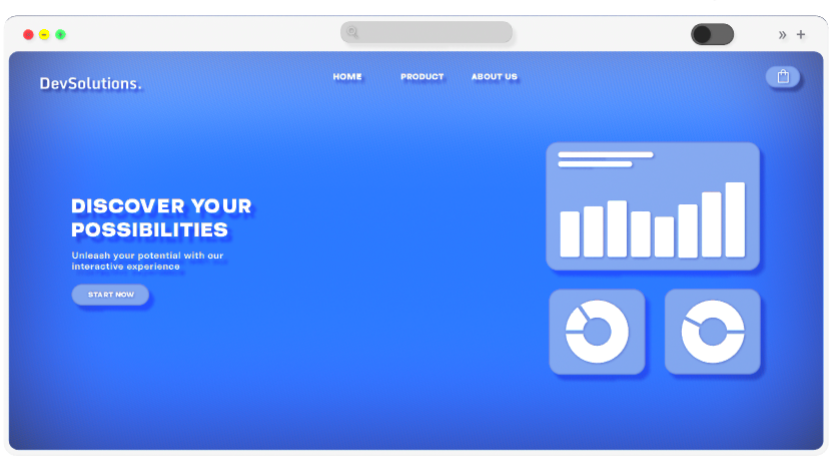 DevSolutions.
HOME PRODUCT ABOUT US
DISCOVER YOUR
POSSIBILITIES
Unleash your potential with our
interactive experience
START NOW